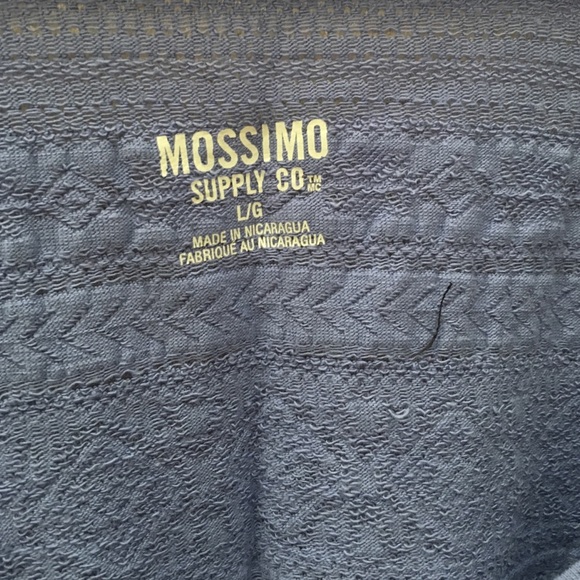 MOSSIMO
SUPPLY CO TM MC
L/G
MADE IN NICARAGUA
FABRIQUE AU NICARAGUA